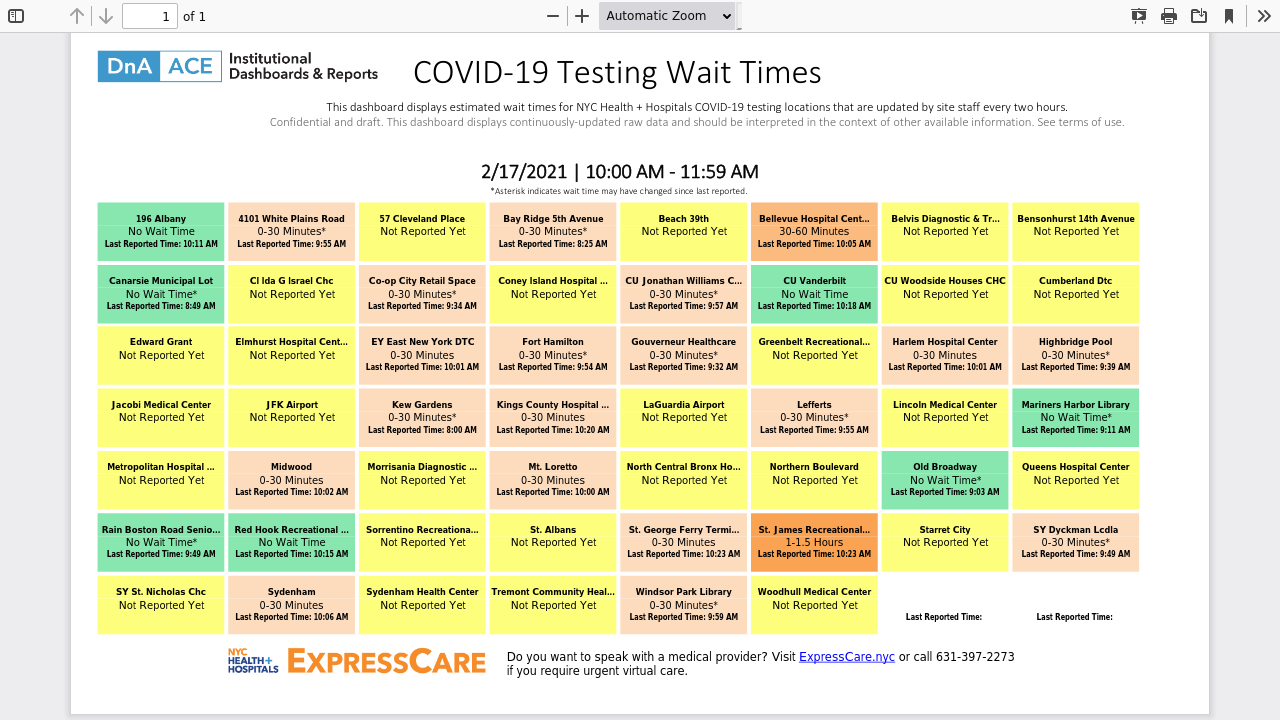 1 of 1 Automatic Zoom
DnA ACE Institutional
Dashboards & Reports
COVID-19 Testing Wait Times
This dashboard displays estimated wait times for NYC Health + Hospitals COVID-19 testing locations that are updated by site staff every two hours.
Confidential and draft. This dashboard displays continuously-updated raw data and should be interpreted in the context of other available information. See terms of use.
2/17/2021 | 10:00 AM - 11:59 AM
*Asterisk indicates wait time may have changed since last reported.
196 Albany
No Wait Time
Last Reported Time: 10:11 AM
4101 White Plains Road
0-30 Minutes*
Last Reported Time: 9:55 AM
57 Cleveland Place
Not Reported Yet
Bay Ridge 5th Avenue
0-30 Minutes*
Last Reported Time: 8:25 AM
Beach 39th
Not Reported Yet
Bellevue Hospital Cent...
30-60 Minutes
Last Reported Time: 10:05 AM
Belvis Diagnostic & Tr...
Not Reported Yet
Bensonhurst 14th Avenue
Not Reported Yet
Canarsie Municipal Lot
No Wait Time*
Last Reported Time: 8:49 AM
Cl Ida G Israel Chc
Not Reported Yet
Co-op City Retail Space
0-30 Minutes*
Last Reported Time: 9:34 AM
Coney Island Hospital ...
Not Reported Yet
CU Jonathan Williams C...
0-30 Minutes*
Last Reported Time: 9:57 AM
CU Vanderbilt
No Wait Time
Last Reported Time: 10:18 AM
CU Woodside Houses CHC
Not Reported Yet
Cumberland Dtc
Not Reported Yet
Edward Grant
Not Reported Yet
Elmhurst Hospital Cent...
Not Reported Yet
EY East New York DTC
0-30 Minutes
Last Reported Time: 10:01 AM
Fort Hamilton
0-30 Minutes*
Last Reported Time: 9:54 AM
Gouverneur Healthcare
0-30 Minutes*
Last Reported Time: 9:32 AM
Greenbelt Recreational...
Not Reported Yet
Harlem Hospital Center
0-30 Minutes
Last Reported Time: 10:01 AM
Highbridge Pool
0-30 Minutes*
Last Reported Time: 9:39 AM
Jacobi Medical Center
Not Reported Yet
JFK Airport
Not Reported Yet
Kew Gardens
0-30 Minutes*
Last Reported Time: 8:00 AM
Kings County Hospital ...
0-30 Minutes
Last Reported Time: 10:20 AM
LaGuardia Airport
Not Reported Yet
Lefferts
0-30 Minutes*
Last Reported Time: 9:55 AM
Lincoln Medical Center
Not Reported Yet
Mariners Harbor Library
No Wait Time*
Last Reported Time: 9:11 AM
Metropolitan Hospital ...
Not Reported Yet
Midwood
0-30 Minutes
Last Reported Time: 10:02 AM
Morrisania Diagnostic ...
Not Reported Yet
Mt. Loretto
0-30 Minutes
Last Reported Time: 10:00 AM
North Central Bronx Ho...
Not Reported Yet
Northern Boulevard
Not Reported Yet
Old Broadway
No Wait Time*
Last Reported Time: 9:03 AM
Queens Hospital Center
Not Reported Yet
Rain Boston Road Senio...
No Wait Time*
Last Reported Time: 9:49 AM
Red Hook Recreational ...
No Wait Time
Last Reported Time: 10:15 AM
Sorrentino Recreationa...
Not Reported Yet
St. Albans
Not Reported Yet
St. George Ferry Termi...
0-30 Minutes
Last Reported Time: 10:23 AM
St. James Recreational...
1-1.5 Hours
Last Reported Time: 10:23 AM
Starret City
Not Reported Yet
SY Dyckman Lcdla
0-30 Minutes*
Last Reported Time: 9:49 AM
SY St. Nicholas Chc
Not Reported Yet
Sydenham
0-30 Minutes
Last Reported Time: 10:06 AM
Sydenham Health Center
Not Reported Yet
Tremont Community Heal...
Not Reported Yet
Windsor Park Library
0-30 Minutes*
Last Reported Time: 9:59 AM
Woodhull Medical Center
Not Reported Yet
Last Reported Time:
Last Reported Time:
NYC
HEALTH+
HOSPITALS
EXPRESSCARE
Do you want to speak with a medical provider? Visit ExpressCare.nyc or call 631-397-2273
if you require urgent virtual care.